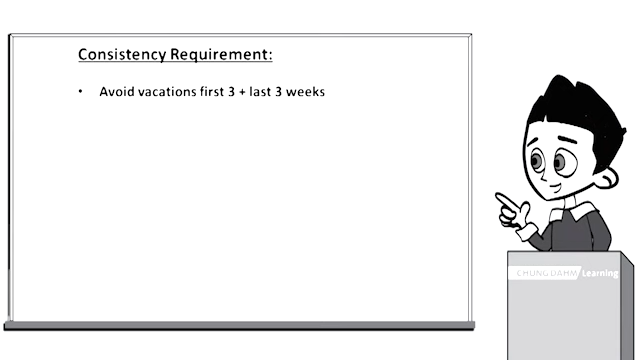 Consistency Requirement:
• Avoid vacations first 3 + last 3 weeks
CHUNGDAHM Learning